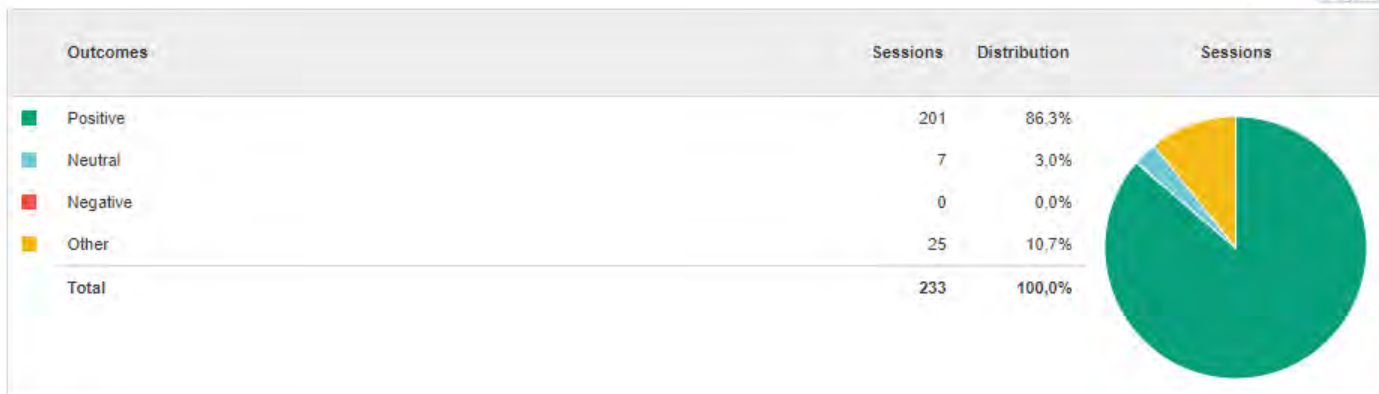 Outcomes Sessions Distribution Sessions
Positive 201 86,3%
Neutral 7 3,0%
Negative 0 0,0%
Other 25 10,7%
Total 233 100,0%